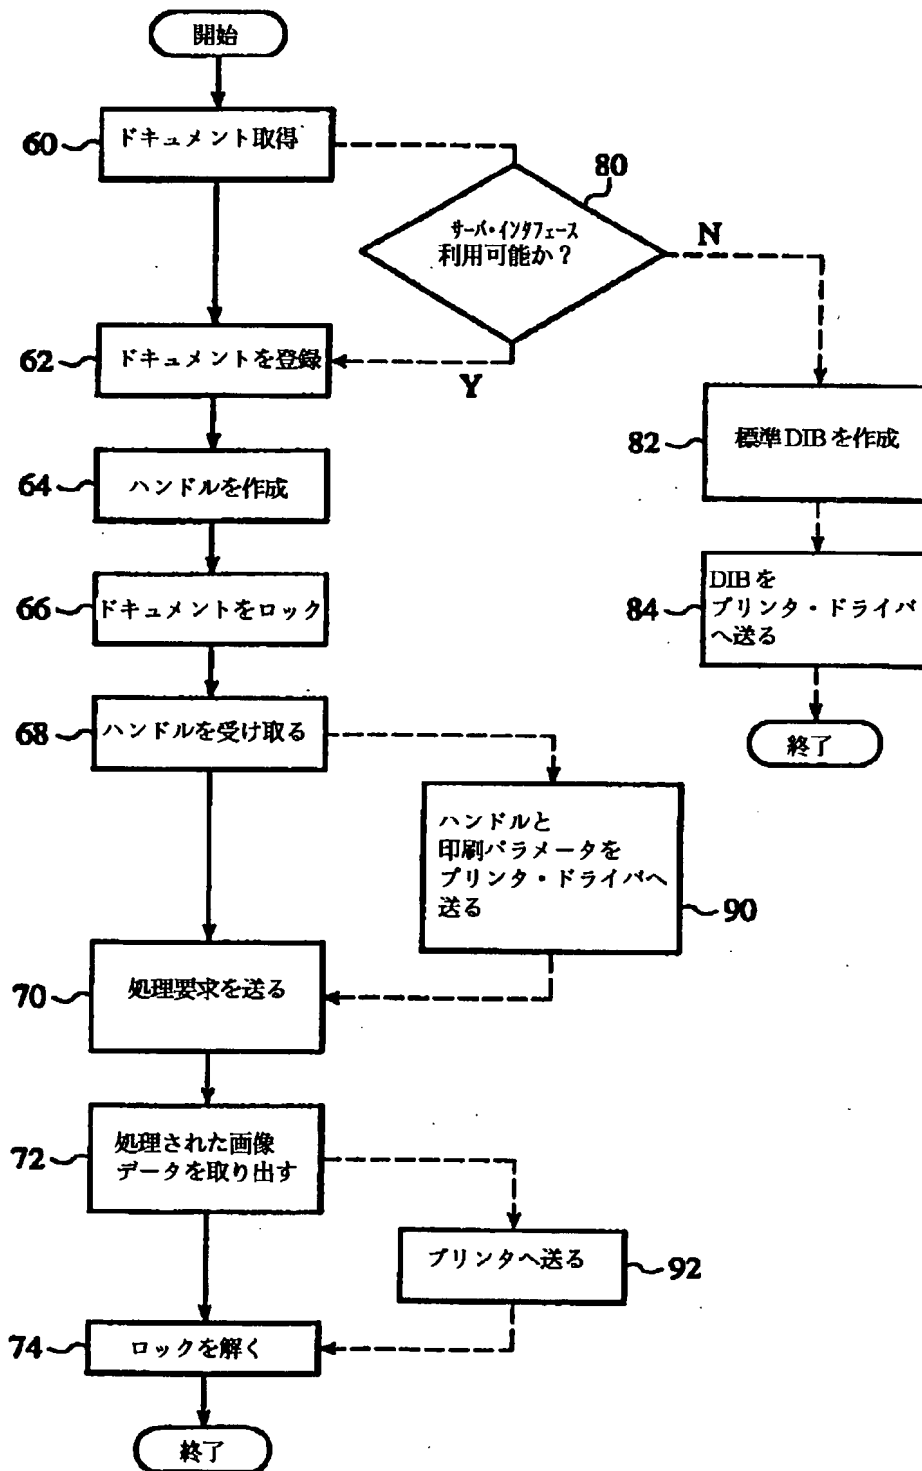 開始
60
ドキュメント取得
80
サーバ・インタフェース
利用可能か？
N
Y
62
ドキュメントを登録
82
標準DIBを作成
64
ハンドルを作成
84
DIBを
プリンタ・ドライバ
へ送る
66
ドキュメントをロック
68
ハンドルを受け取る
終了
ハンドルと
印刷パラメータを
プリンタ・ドライバへ
送る
90
70
処理要求を送る
72
処理された画像
データを取り出す
プリンタへ送る
92
74
ロックを解く
終了